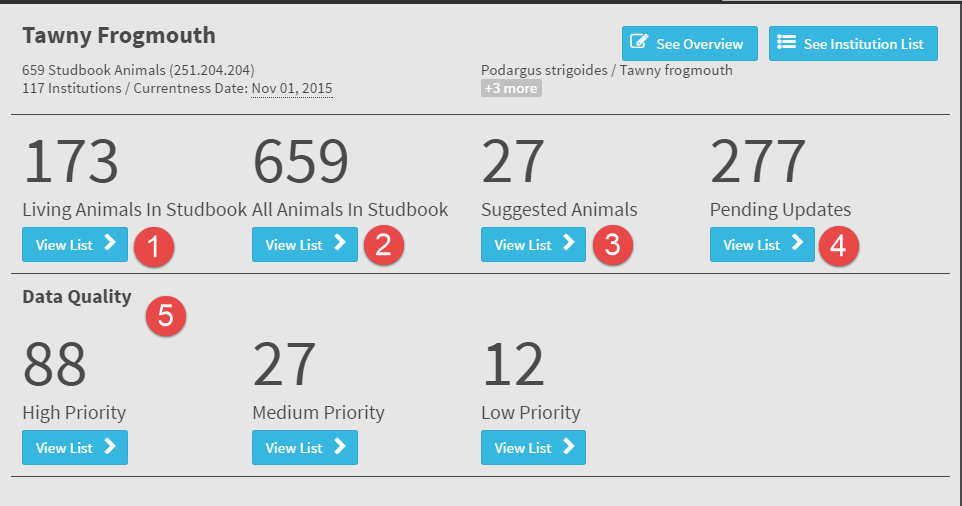 Tawny Frogmouth
See Overview
See Institution List
659 Studbook Animals (251.204.204)
Podargus strigoides / Tawny frogmouth
117 Institutions / Currentness Date: Nov 01, 2015
+3 more
173
659
27
277
Living Animals In Studbook
All Animals In Studbook
Suggested Animals
Pending Updates
View List
1
View List
2
View List
3
View List
4
Data Quality
5
88
27
12
High Priority
Medium Priority
Low Priority
View List
View List
View List